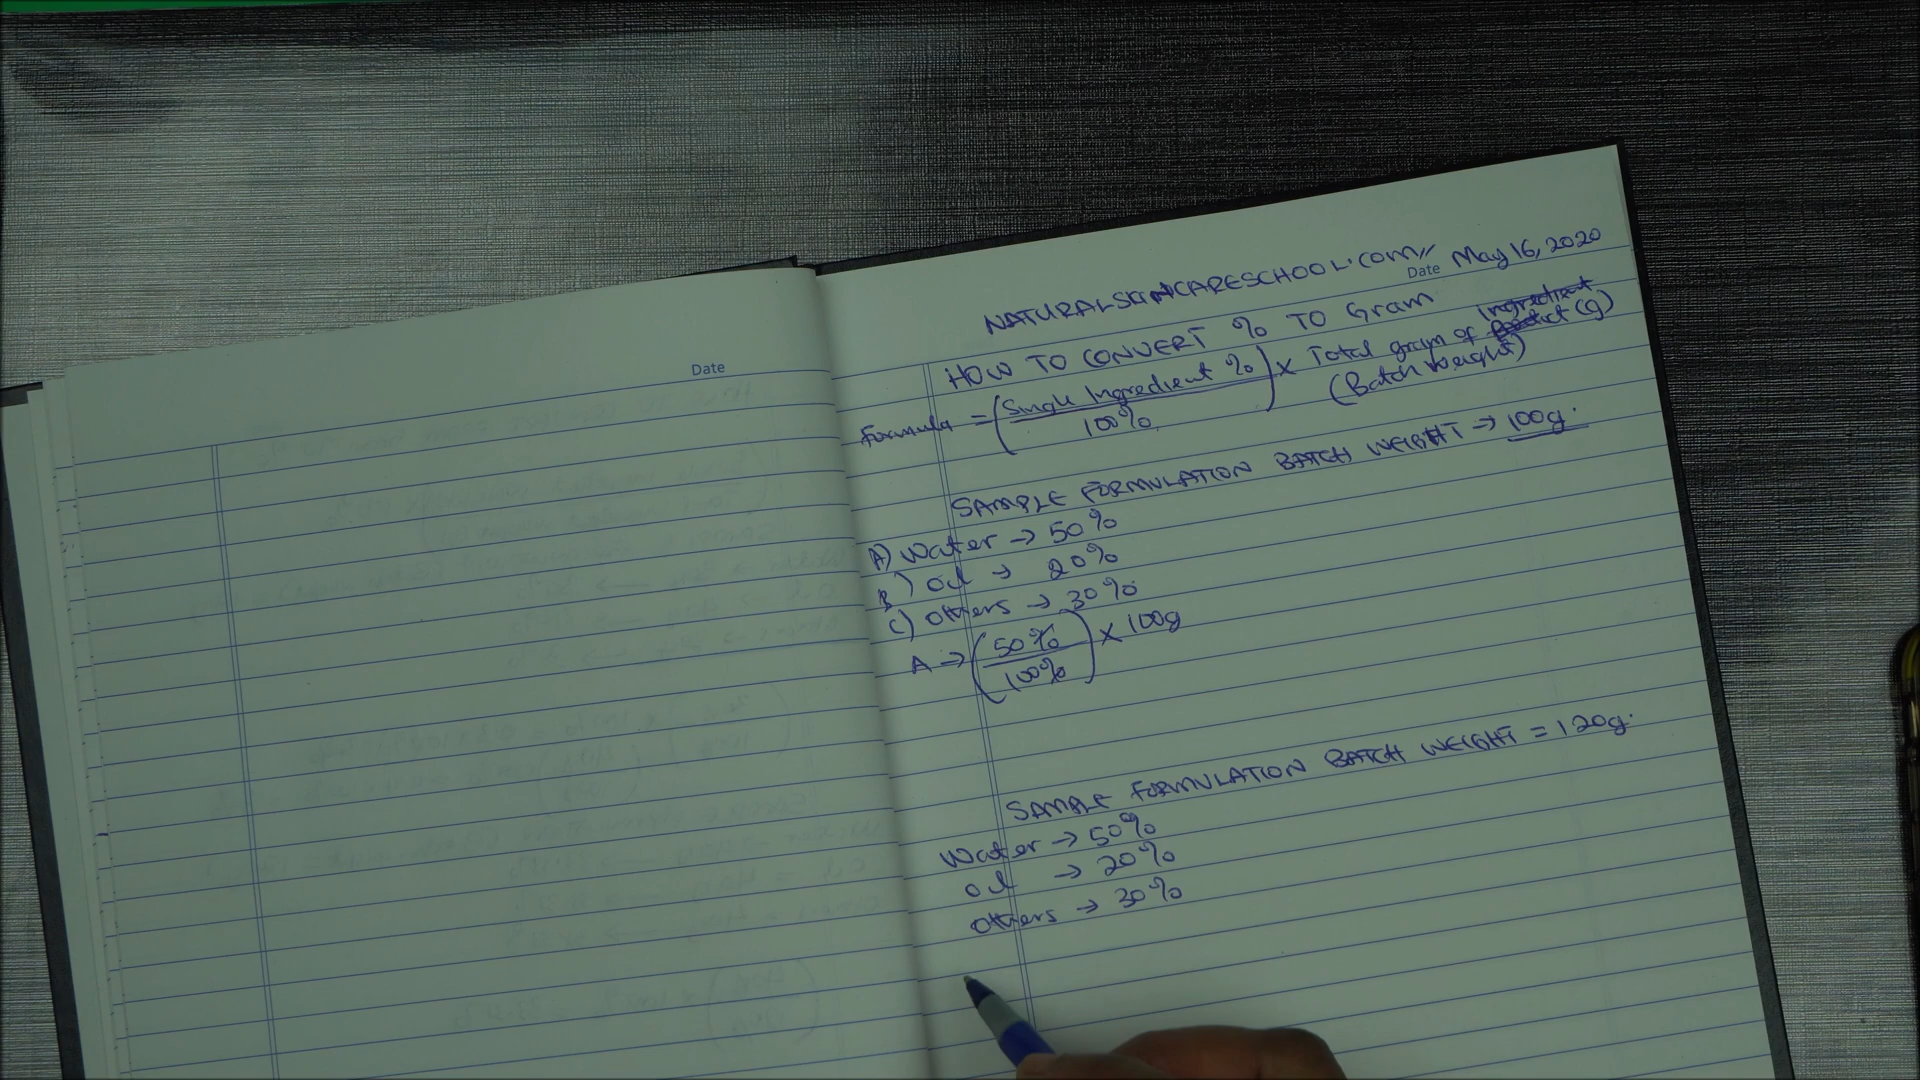 Date
NATURALSKINCARESCHOOL.COM//
Date May 16, 2020
HOW TO CONVERT % TO Gram
Formula = (Single Ingredient % / 100%) x Total gram of Ingredient (g)
(Batch weight)
SAMPLE FORMULATION BATCH WEIGHT → 100g.
A) Water → 50%
B) Oil → 20%
C) Others → 30%
A → (50% / 100%) x 100g
SAMPLE FORMULATION BATCH WEIGHT = 120g.
Water → 50%
Oil → 20%
Others → 30%